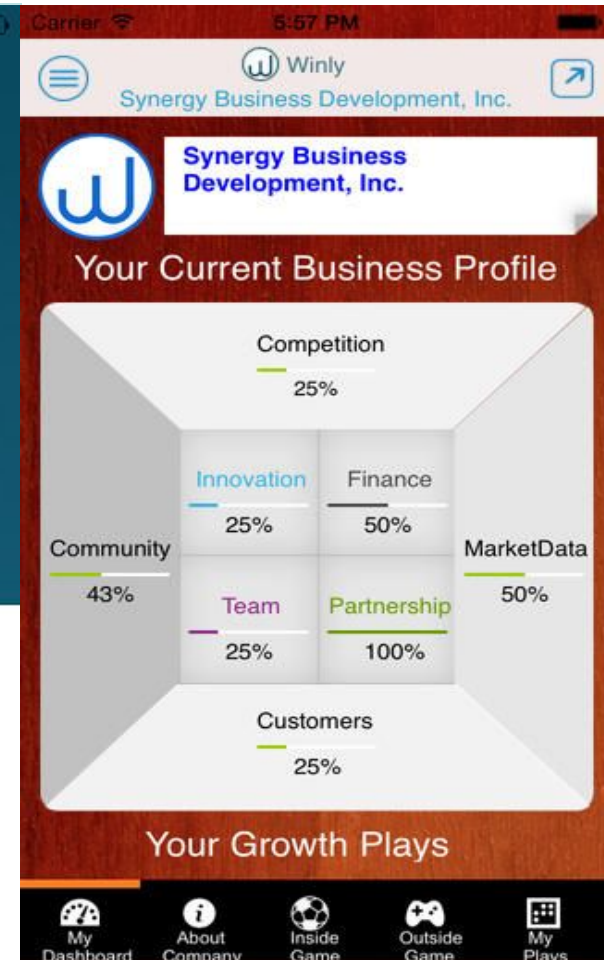 Carrier 5:57 PM
Winly
Synergy Business Development, Inc.
Synergy Business
Development, Inc.
Your Current Business Profile
Competition
25%
Innovation Finance
25% 50%
Community MarketData
43% 50%
Team Partnership
25% 100%
Customers
25%
Your Growth Plays
My About Inside Outside My
Dashboard Company Game Game Plays